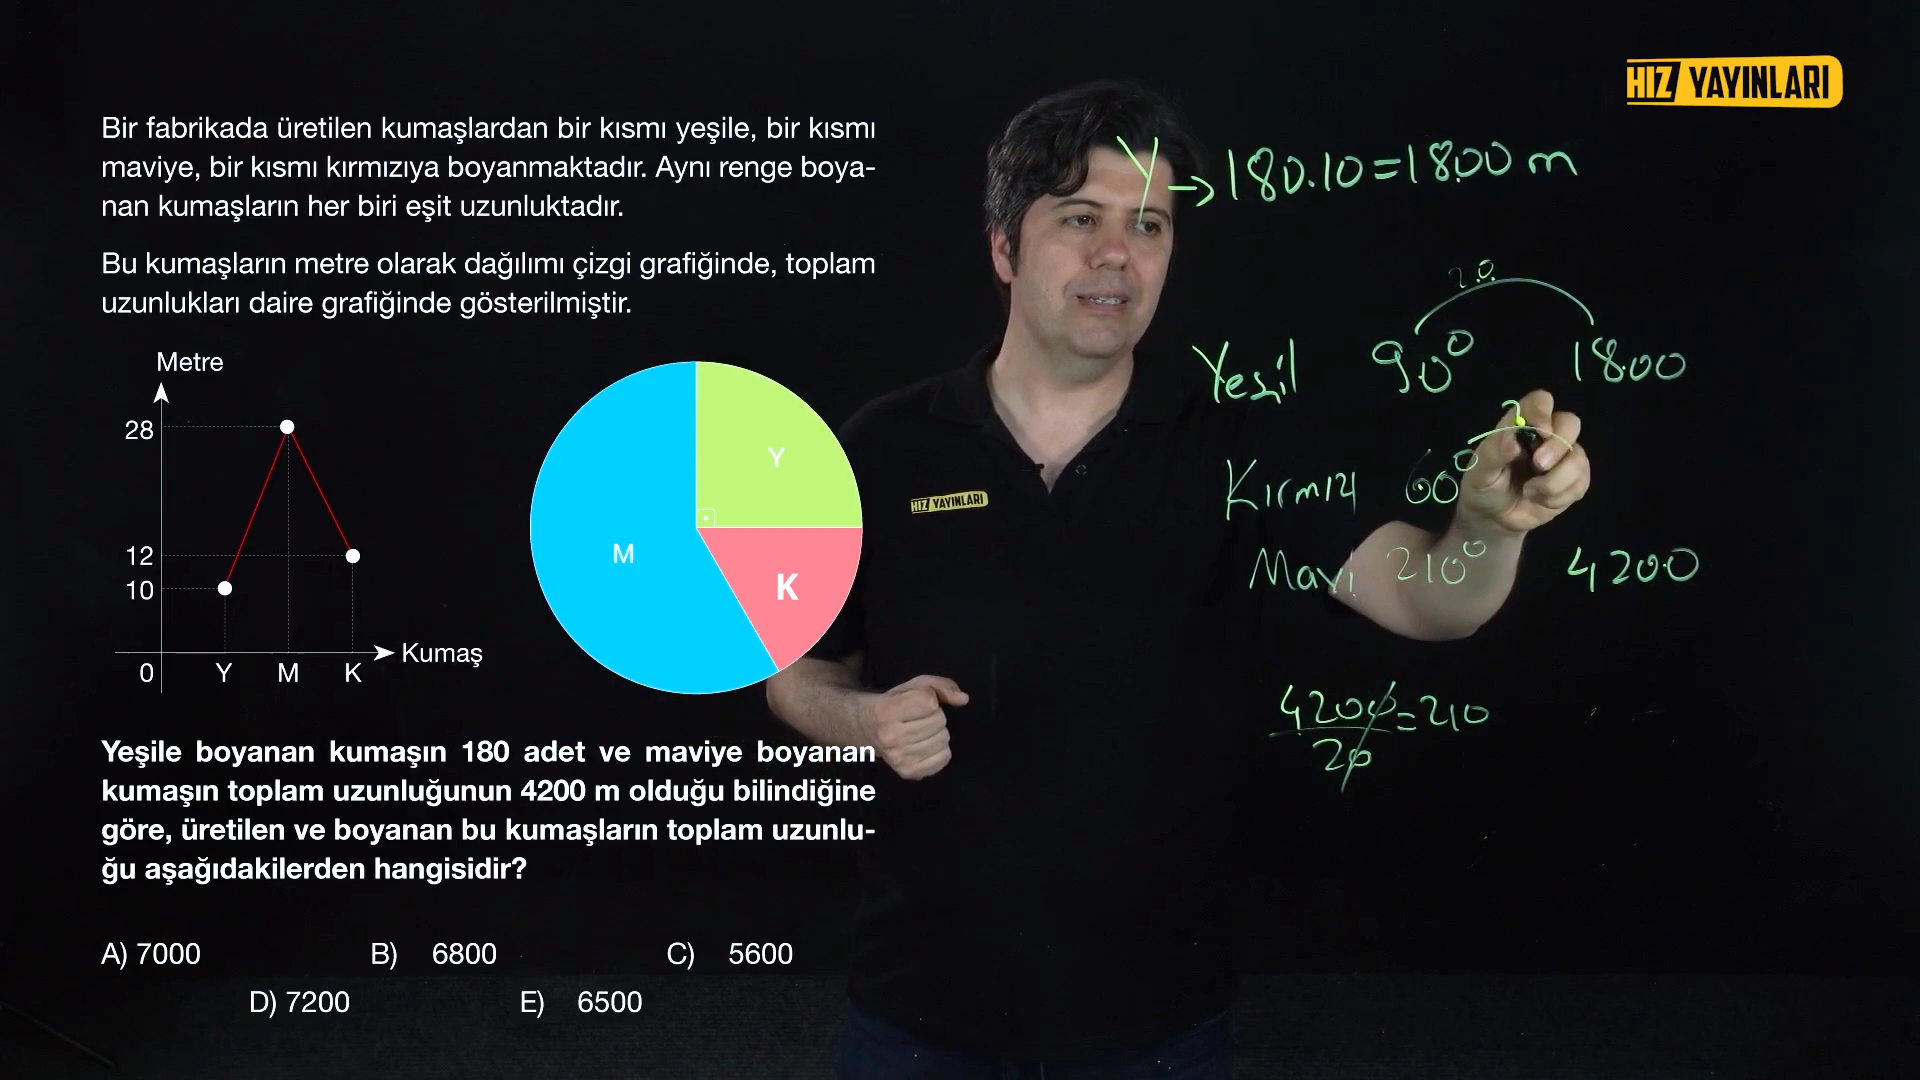 HIZ YAYINLARI
Bir fabrikada üretilen kumaşlardan bir kısmı yeşile, bir kısmı
maviye, bir kısmı kırmızıya boyanmaktadır. Aynı renge boya-
nan kumaşların her biri eşit uzunluktadır.
Bu kumaşların metre olarak dağılımı çizgi grafiğinde, toplam
uzunlukları daire grafiğinde gösterilmiştir.
Metre
28
12
10
0
Y M K
Kumaş
Y
M
K
Yeşile boyanan kumaşın 180 adet ve maviye boyanan
kumaşın toplam uzunluğunun 4200 m olduğu bilindiğine
göre, üretilen ve boyanan bu kumaşların toplam uzunlu-
ğu aşağıdakilerden hangisidir?
A) 7000 B) 6800 C) 5600
D) 7200 E) 6500
HIZ YAYINLARI
Y → 180.10 = 1800 m
20
Yeşil 90° 1800
Kırmızı 60°
Mavi 210° 4200
4200 = 210
20